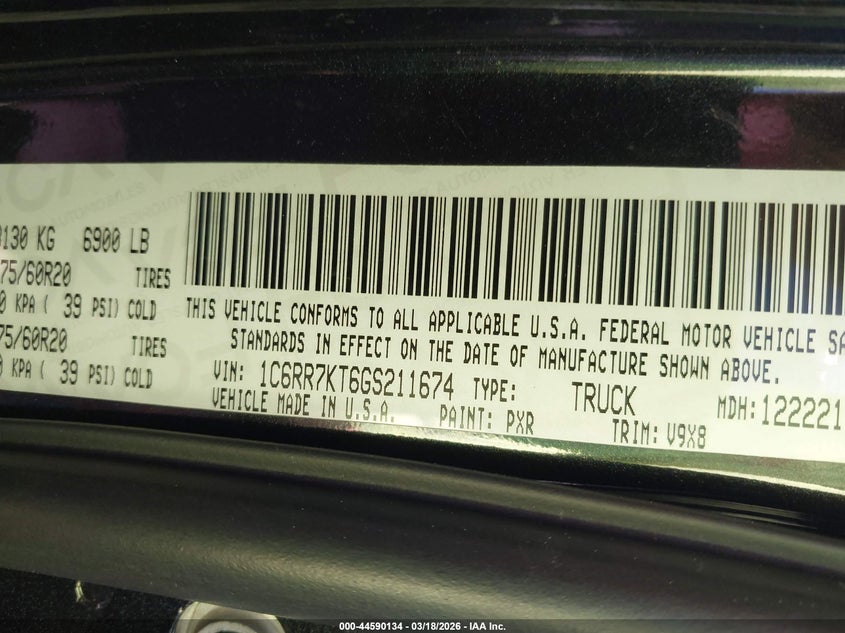 130 KG 6900 LB
75/60R20 TIRES
0 KPA ( 39 PSI) COLD
75/60R20 TIRES
KPA ( 39 PSI) COLD
THIS VEHICLE CONFORMS TO ALL APPLICABLE U.S.A. FEDERAL MOTOR VEHICLE SA
STANDARDS IN EFFECT ON THE DATE OF MANUFACTURE SHOWN ABOVE.
VIN: 1C6RR7KT6GS211674 TYPE: TRUCK MDH:122221
VEHICLE MADE IN U.S.A. PAINT: PXR TRIM: V9X8
000-44590134 - 03/18/2026 - IAA Inc.